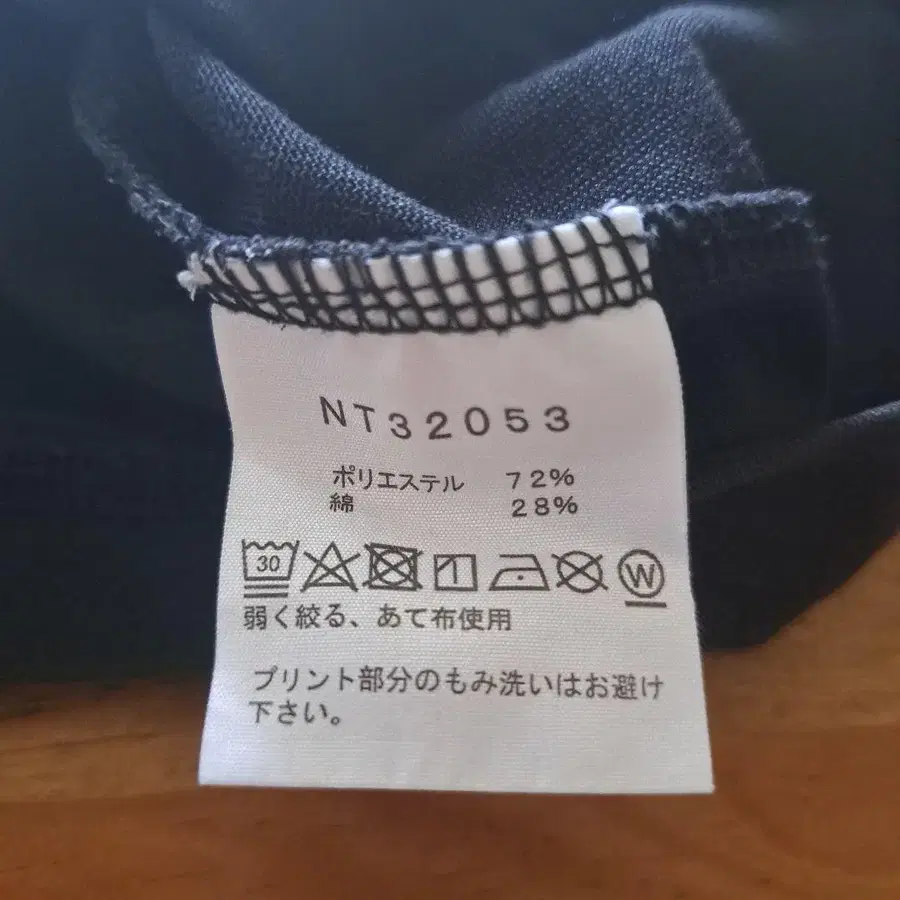 NT32053
ポリエステル 72%
綿 28%
30 W
弱く絞る、あて布使用
プリント部分のもみ洗いはお避け
下さい。